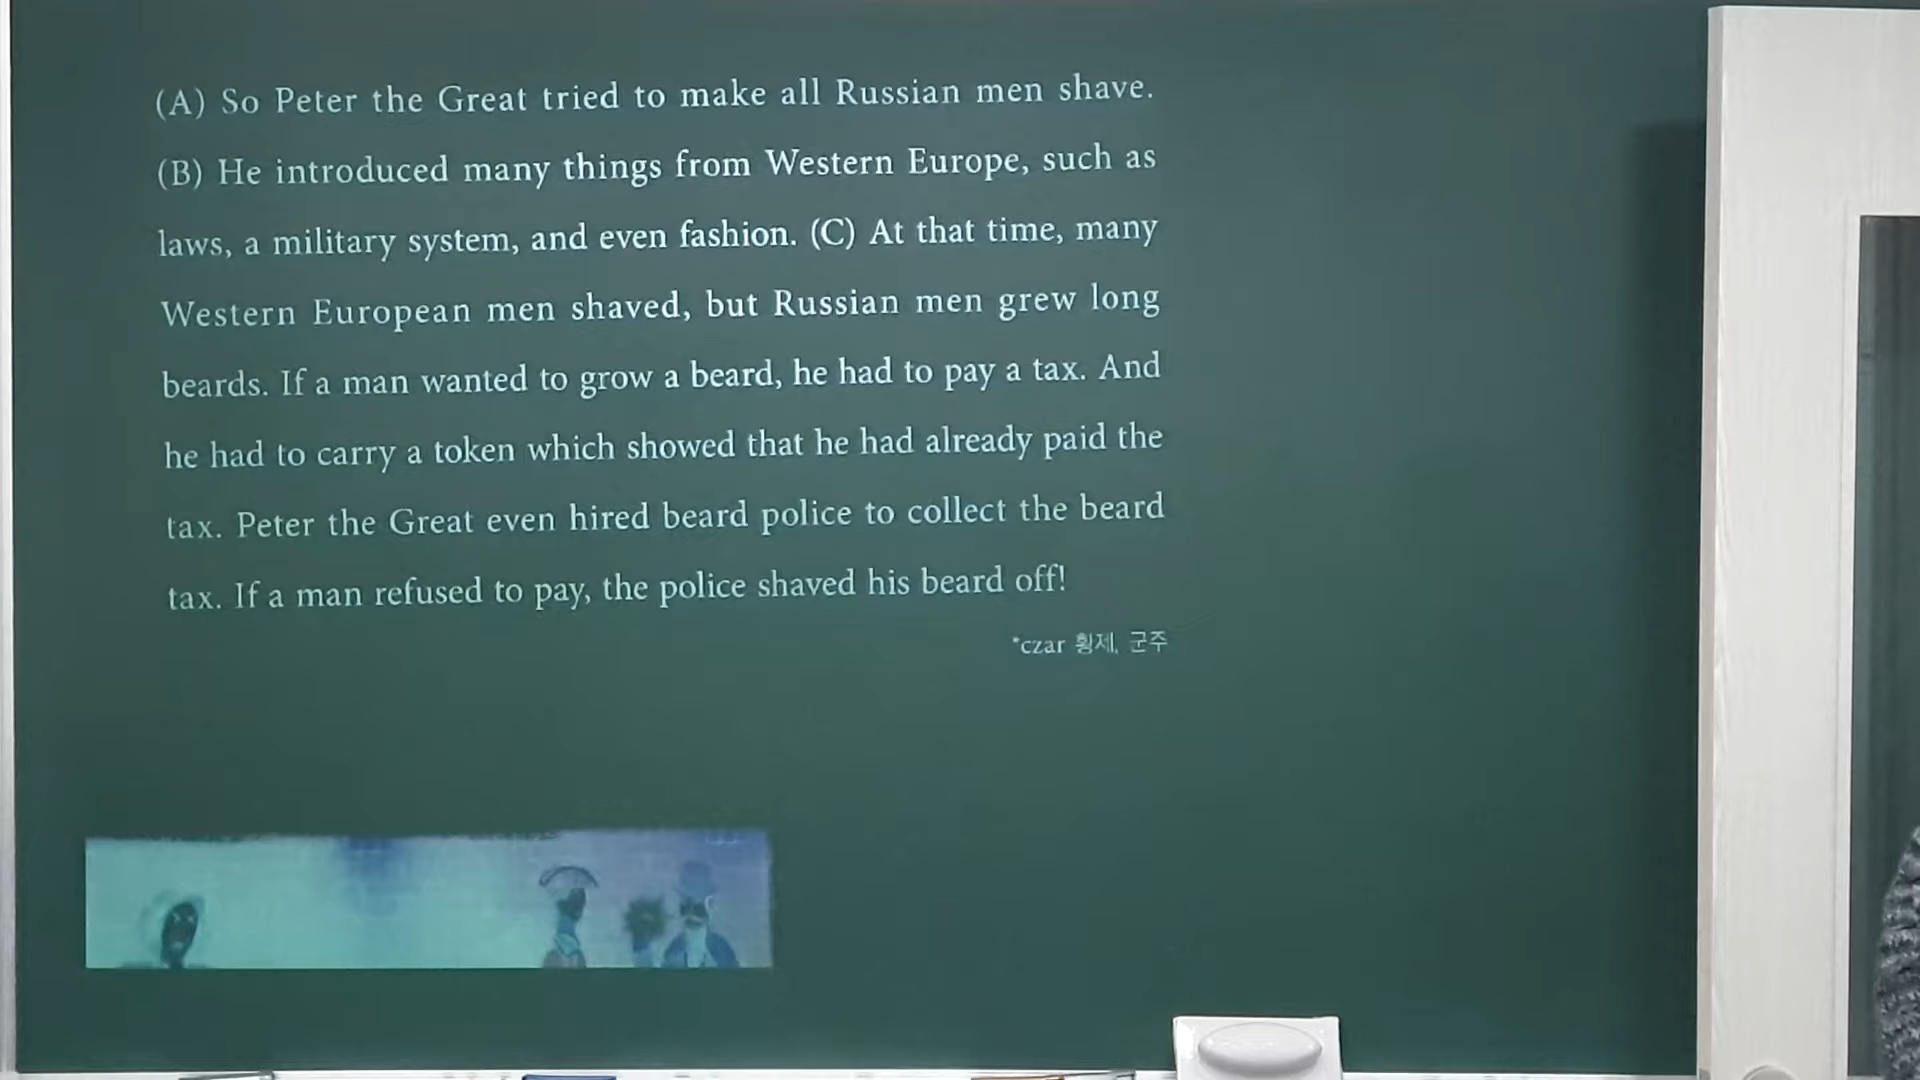 (A) So Peter the Great tried to make all Russian men shave.
(B) He introduced many things from Western Europe, such as
laws, a military system, and even fashion. (C) At that time, many
Western European men shaved, but Russian men grew long
beards. If a man wanted to grow a beard, he had to pay a tax. And
he had to carry a token which showed that he had already paid the
tax. Peter the Great even hired beard police to collect the beard
tax. If a man refused to pay, the police shaved his beard off!
*czar 황제, 군주